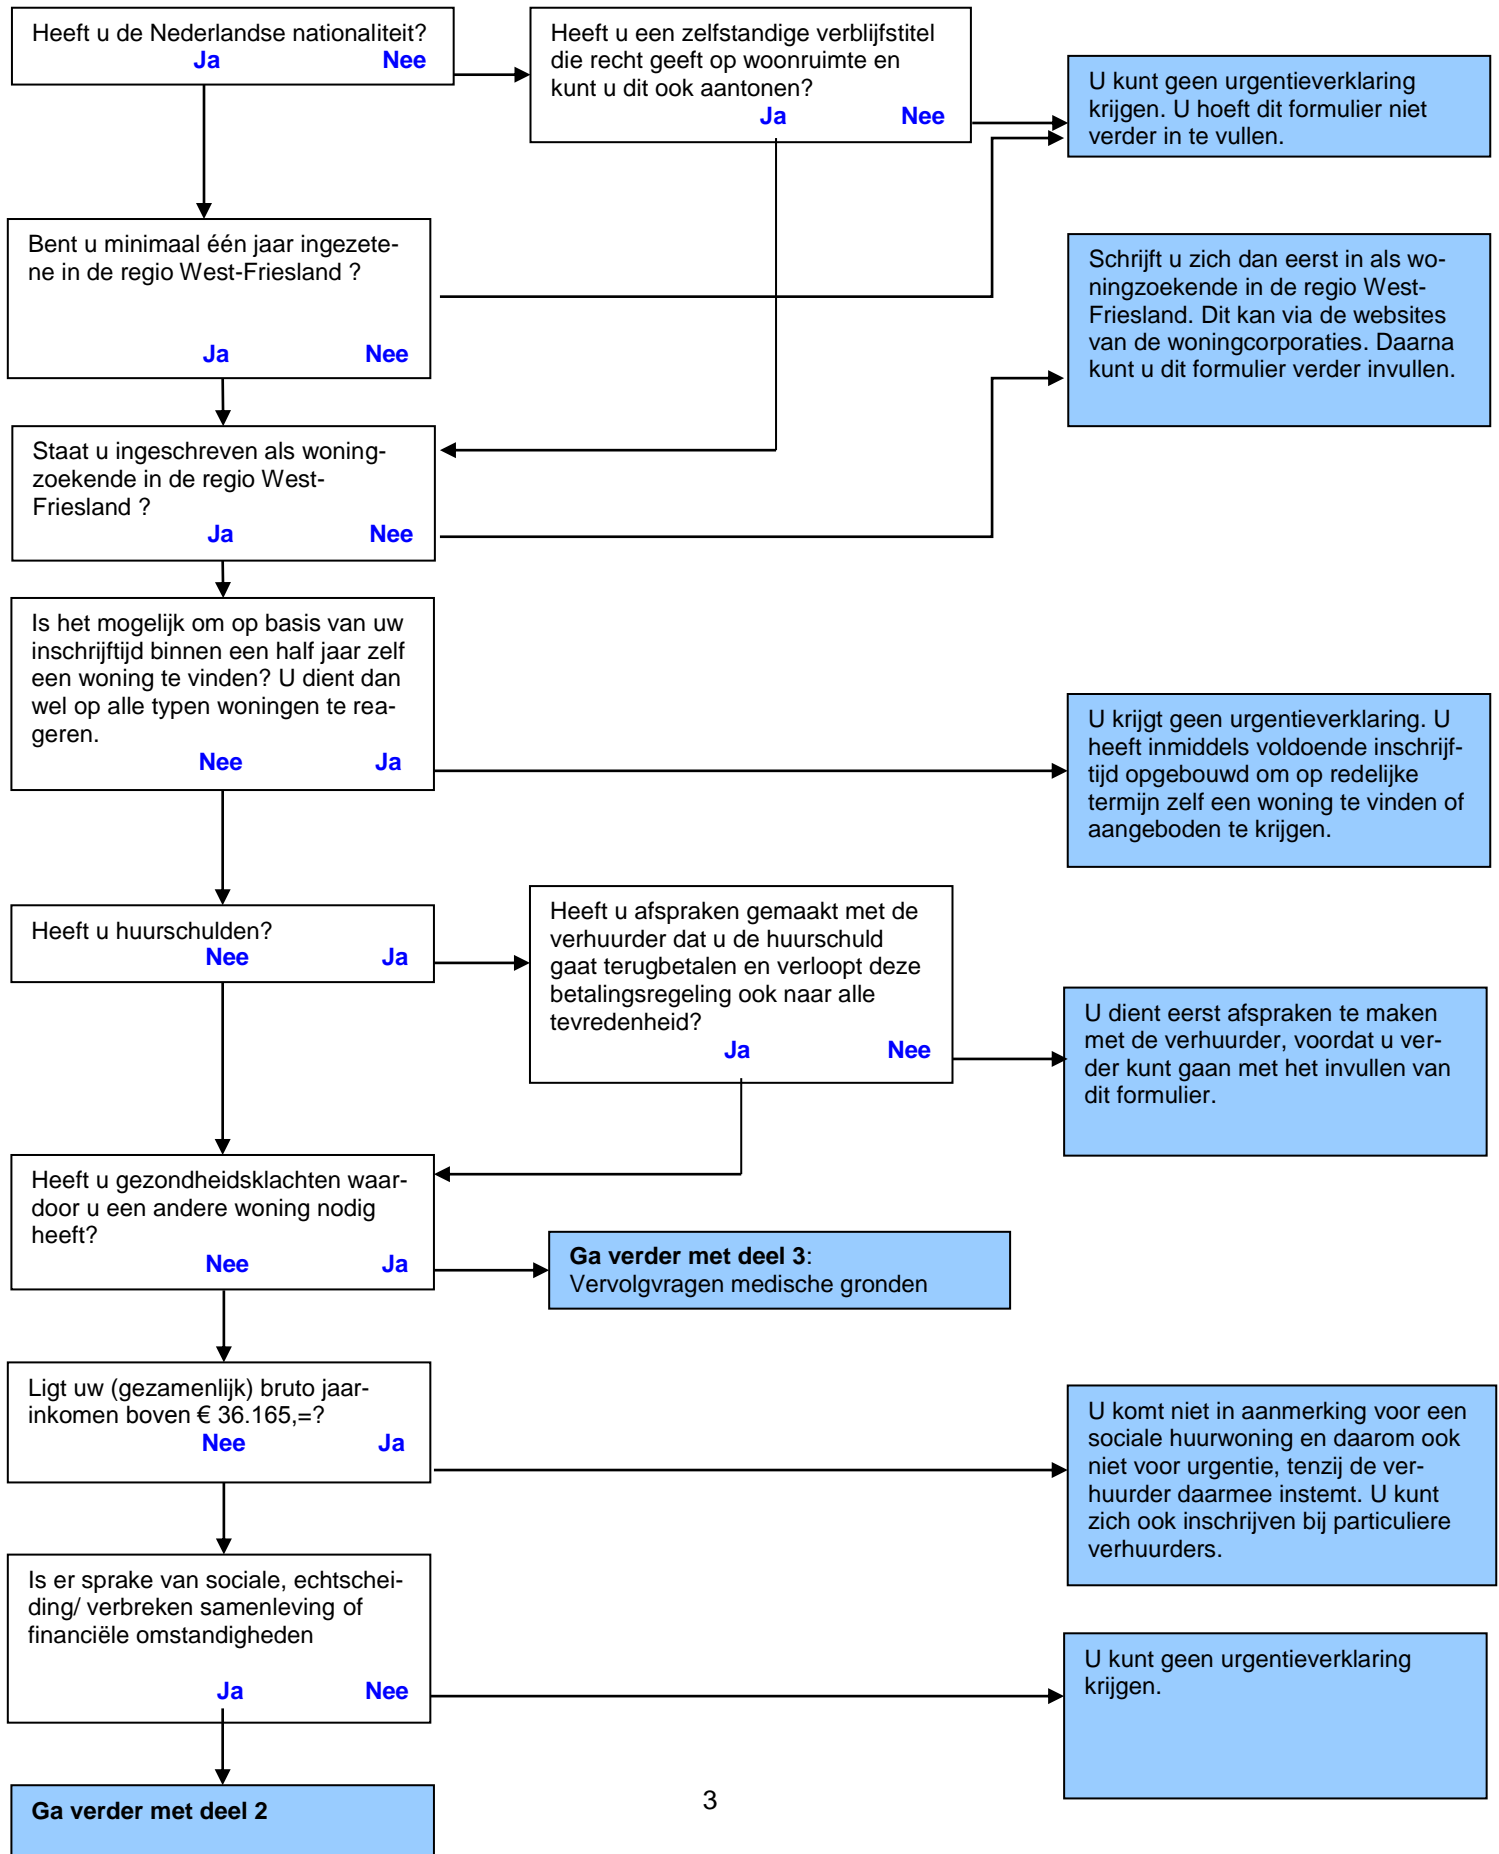 Heeft u de Nederlandse nationaliteit?
Ja Nee
Heeft u een zelfstandige verblijfstitel
die recht geeft op woonruimte en
kunt u dit ook aantonen?
Ja Nee
U kunt geen urgentieverklaring
krijgen. U hoeft dit formulier niet
verder in te vullen.
Bent u minimaal één jaar ingezete-
ne in de regio West-Friesland ?
Ja Nee
Schrijft u zich dan eerst in als wo-
ningzoekende in de regio West-
Friesland. Dit kan via de websites
van de woningcorporaties. Daarna
kunt u dit formulier verder invullen.
Staat u ingeschreven als woning-
zoekende in de regio West-
Friesland ?
Ja Nee
Is het mogelijk om op basis van uw
inschrijftijd binnen een half jaar zelf
een woning te vinden? U dient dan
wel op alle typen woningen te rea-
geren.
Nee Ja
U krijgt geen urgentieverklaring. U
heeft inmiddels voldoende inschrijf-
tijd opgebouwd om op redelijke
termijn zelf een woning te vinden of
aangeboden te krijgen.
Heeft u huurschulden?
Nee Ja
Heeft u afspraken gemaakt met de
verhuurder dat u de huurschuld
gaat terugbetalen en verloopt deze
betalingsregeling ook naar alle
tevredenheid?
Ja Nee
U dient eerst afspraken te maken
met de verhuurder, voordat u ver-
der kunt gaan met het invullen van
dit formulier.
Heeft u gezondheidsklachten waar-
door u een andere woning nodig
heeft?
Nee Ja
Ga verder met deel 3:
Vervolgvragen medische gronden
Ligt uw (gezamenlijk) bruto jaar-
inkomen boven € 36.165,=?
Nee Ja
U komt niet in aanmerking voor een
sociale huurwoning en daarom ook
niet voor urgentie, tenzij de ver-
huurder daarmee instemt. U kunt
zich ook inschrijven bij particuliere
verhuurders.
Is er sprake van sociale, echtschei-
ding/ verbreken samenleving of
financiële omstandigheden
Ja Nee
U kunt geen urgentieverklaring
krijgen.
Ga verder met deel 2
3